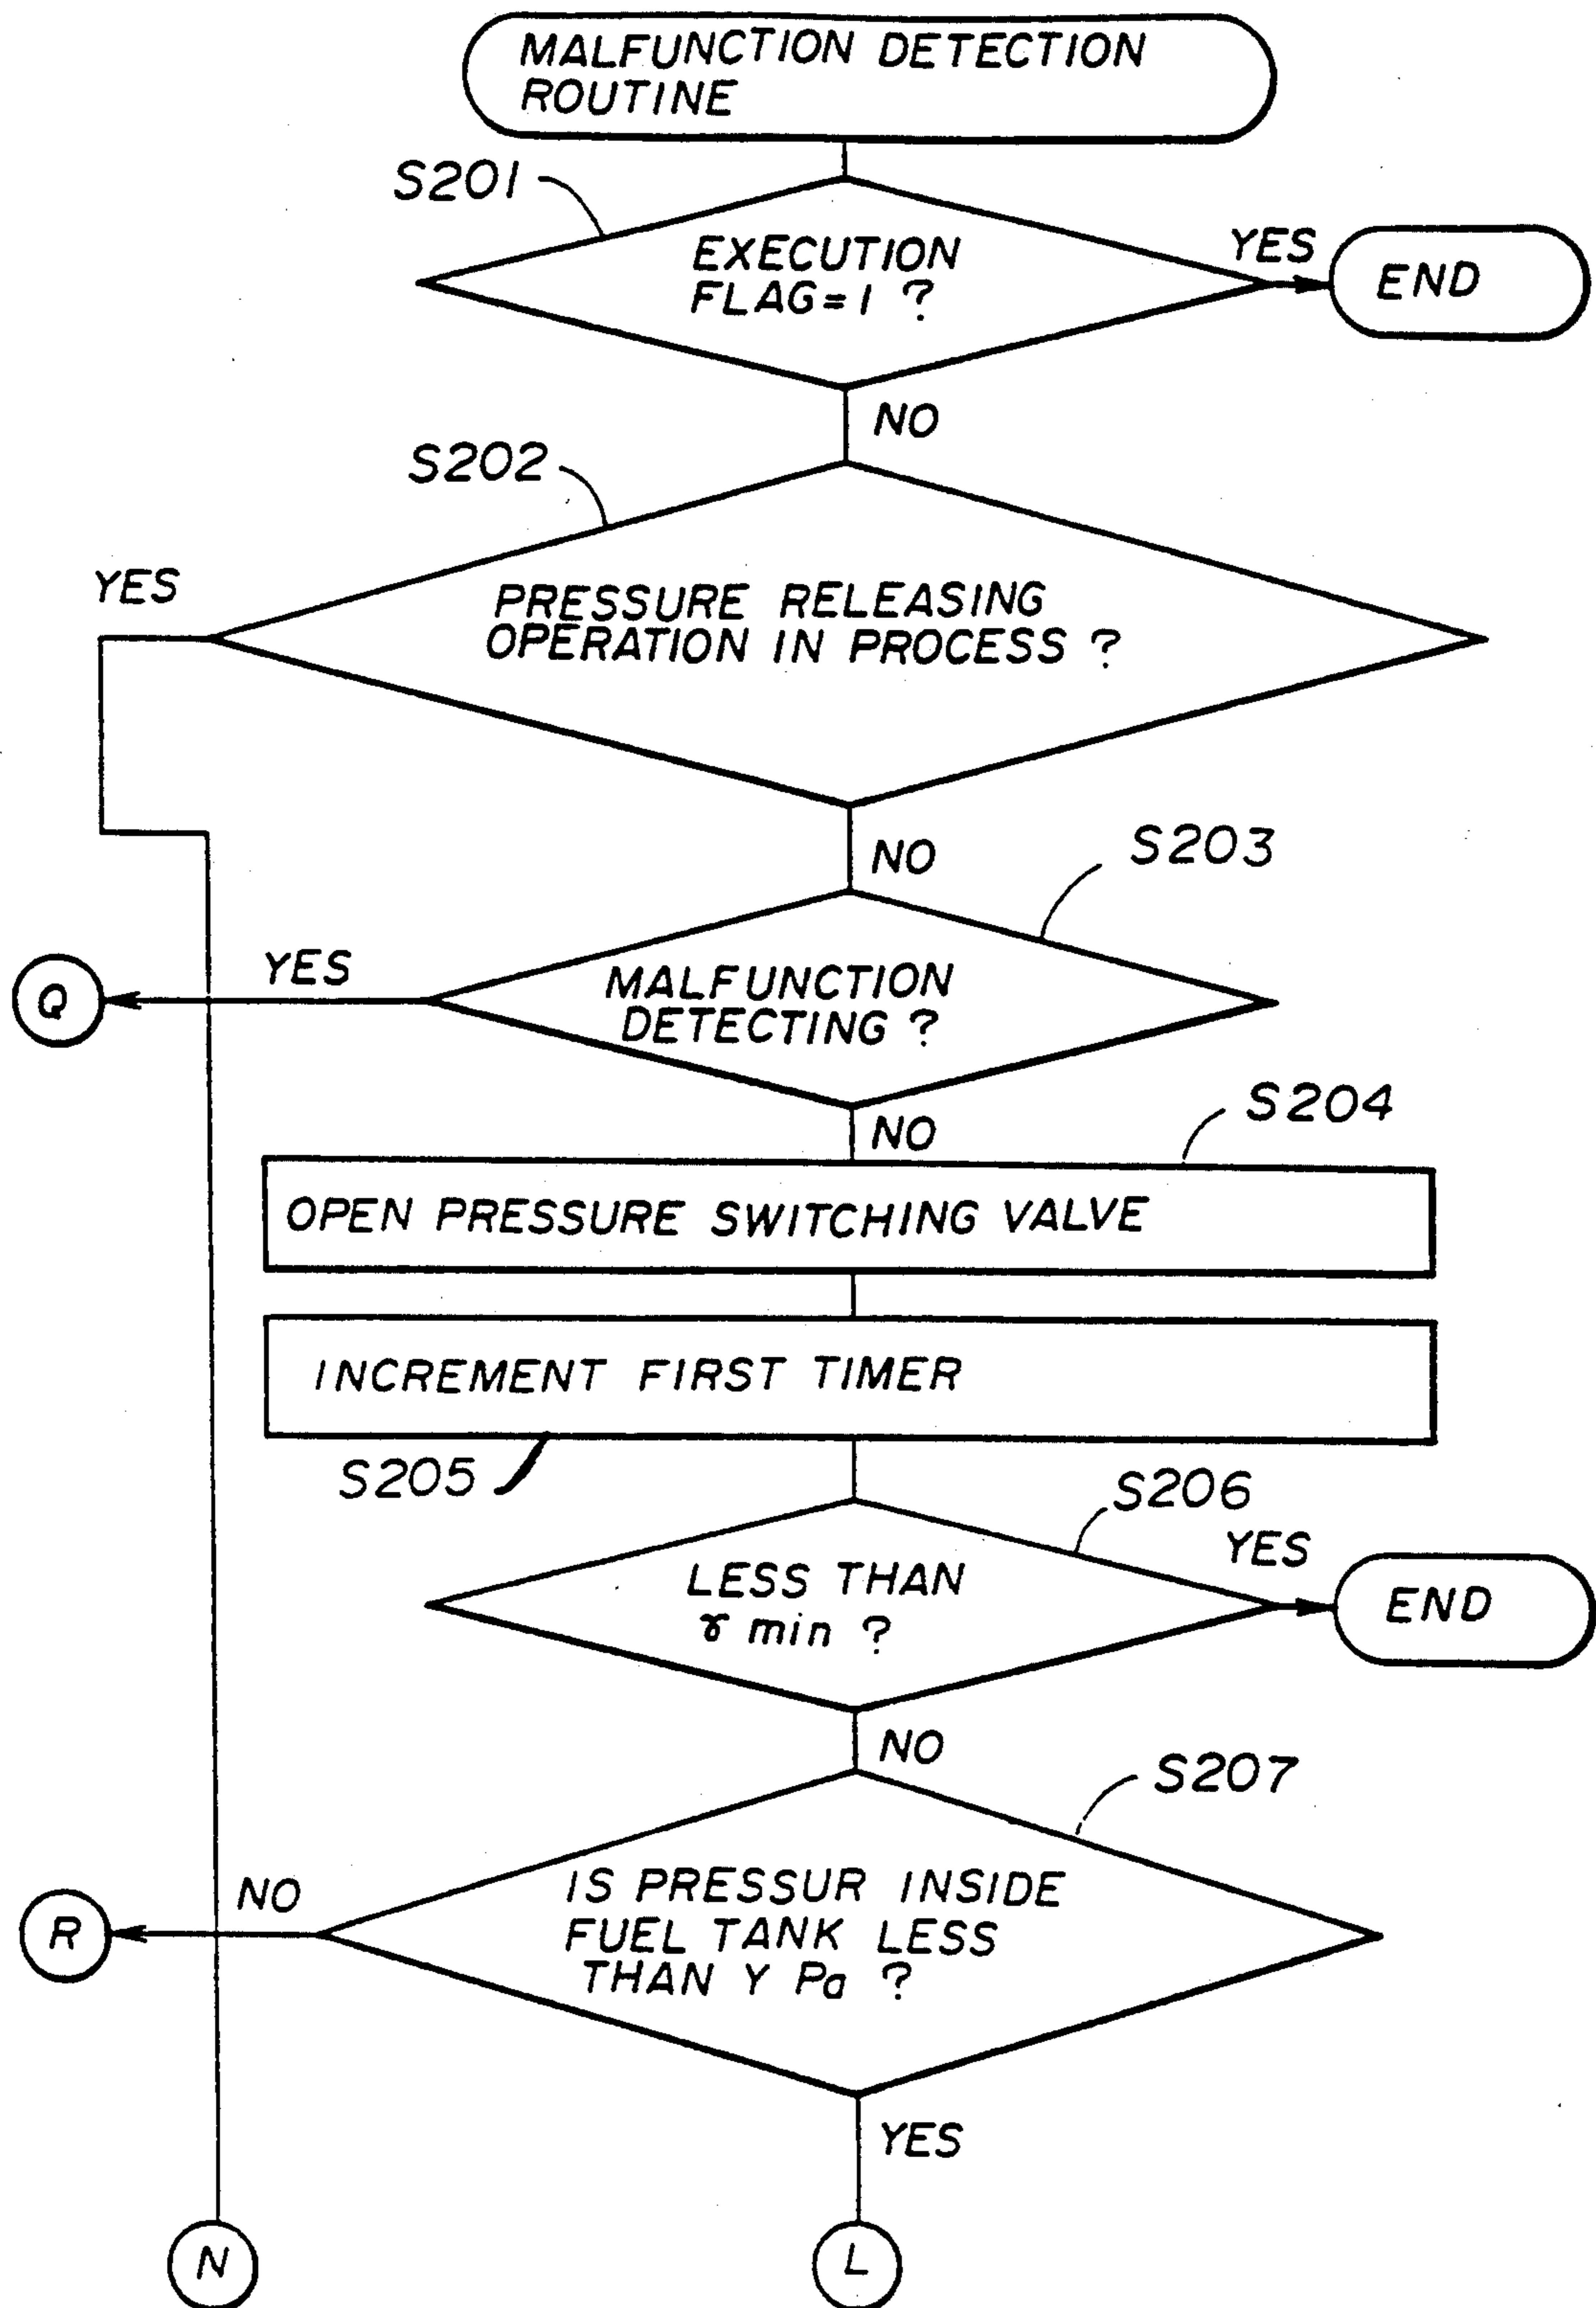 MALFUNCTION DETECTION
ROUTINE
S201
EXECUTION
FLAG=1 ?
YES
END
NO
S202
YES
PRESSURE RELEASING
OPERATION IN PROCESS ?
NO
S203
Q
YES
MALFUNCTION
DETECTING ?
NO
S204
OPEN PRESSURE SWITCHING VALVE
INCREMENT FIRST TIMER
S205
S206
YES
LESS THAN
γ min ?
END
NO
S207
R
NO
IS PRESSUR INSIDE
FUEL TANK LESS
THAN Y Pa ?
YES
N
L